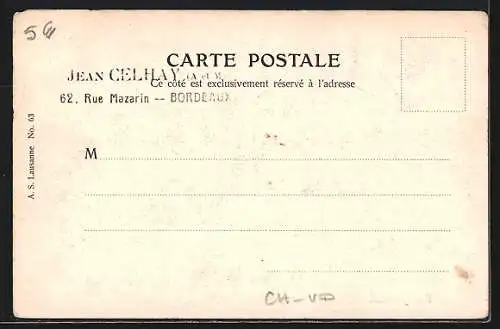 56
CARTE POSTALE
JEAN CELHAY
Ce côté est exclusivement réservé à l'adresse
62, Rue Mazarin -- BORDEAUX
A. S. Lausanne No. 63
M
CH-VD